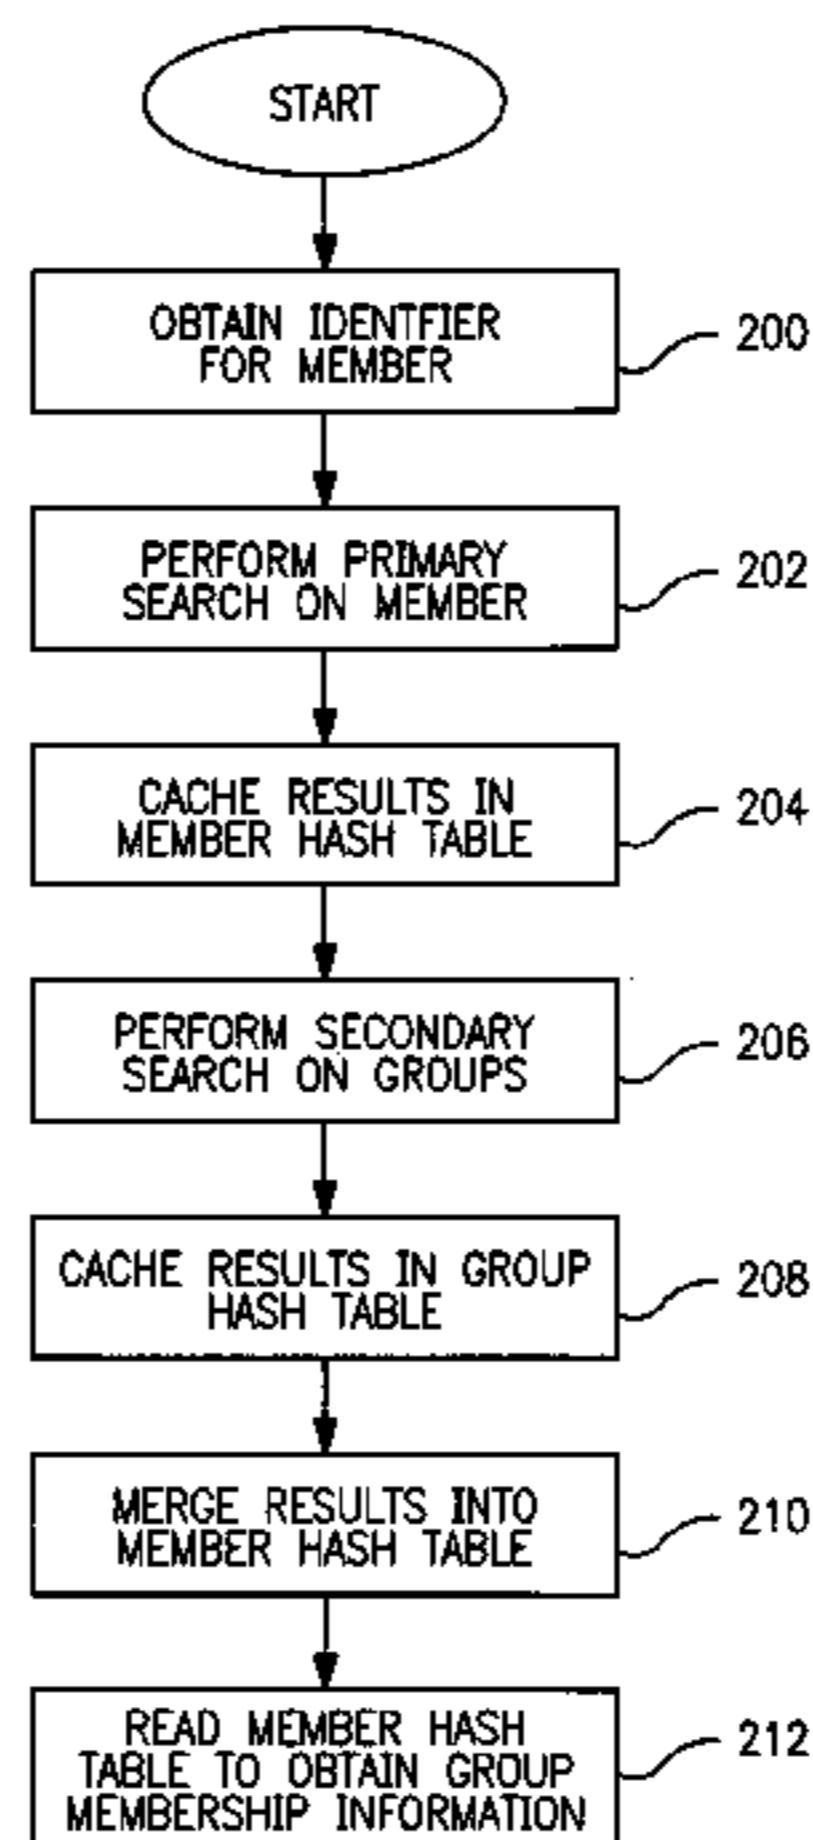 START
OBTAIN IDENTFIER
FOR MEMBER
200
PERFORM PRIMARY
SEARCH ON MEMBER
202
CACHE RESULTS IN
MEMBER HASH TABLE
204
PERFORM SECONDARY
SEARCH ON GROUPS
206
CACHE RESULTS IN GROUP
HASH TABLE
208
MERGE RESULTS INTO
MEMBER HASH TABLE
210
READ MEMBER HASH
TABLE TO OBTAIN GROUP
MEMBERSHIP INFORMATION
212